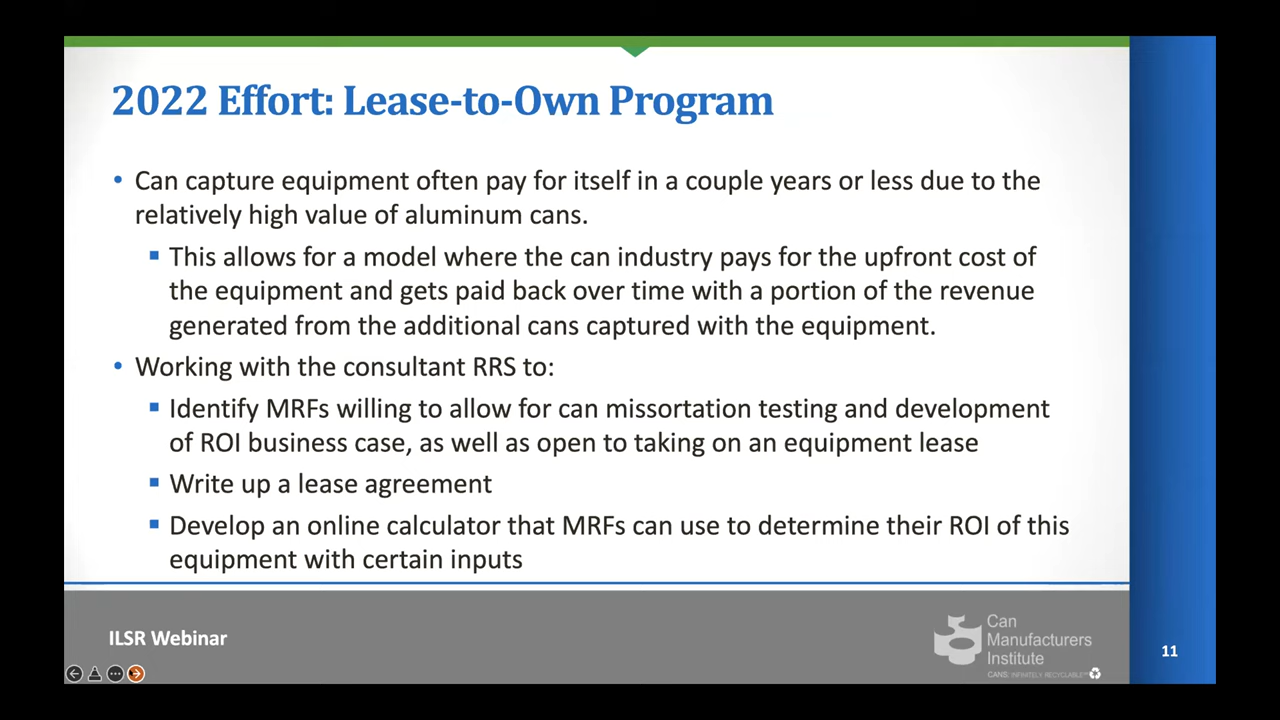 2022 Effort: Lease-to-Own Program
• Can capture equipment often pay for itself in a couple years or less due to the
relatively high value of aluminum cans.
▪ This allows for a model where the can industry pays for the upfront cost of
the equipment and gets paid back over time with a portion of the revenue
generated from the additional cans captured with the equipment.
• Working with the consultant RRS to:
▪ Identify MRFs willing to allow for can missortation testing and development
of ROI business case, as well as open to taking on an equipment lease
▪ Write up a lease agreement
▪ Develop an online calculator that MRFs can use to determine their ROI of this
equipment with certain inputs
ILSR Webinar
Can
Manufacturers
Institute
CANS: INFINITELY RECYCLABLE™
11